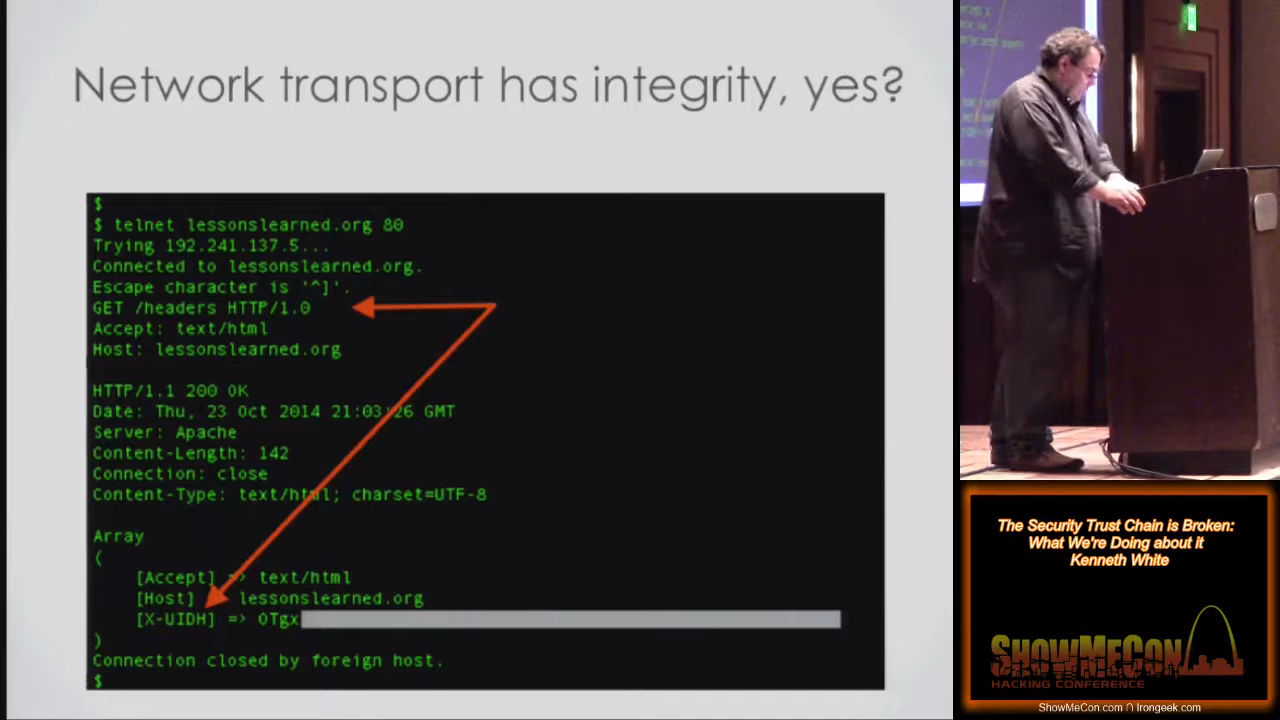 Network transport has integrity, yes?
$
$ telnet lessonslearned.org 80
Trying 192.241.137.5...
Connected to lessonslearned.org.
Escape character is '^]'.
GET /headers HTTP/1.0
Accept: text/html
Host: lessonslearned.org
HTTP/1.1 200 OK
Date: Thu, 23 Oct 2014 21:03:26 GMT
Server: Apache
Content-Length: 142
Connection: close
Content-Type: text/html; charset=UTF-8
Array
(
[Accept] => text/html
[Host] lessonslearned.org
[X-UIDH] => OTgx
)
Connection closed by foreign host.
$
The Security Trust Chain is Broken:
What We're Doing about it
Kenneth White
ShowMeCon
HACKING CONFERENCE
ShowMeCon.com ∩ Irongeek.com